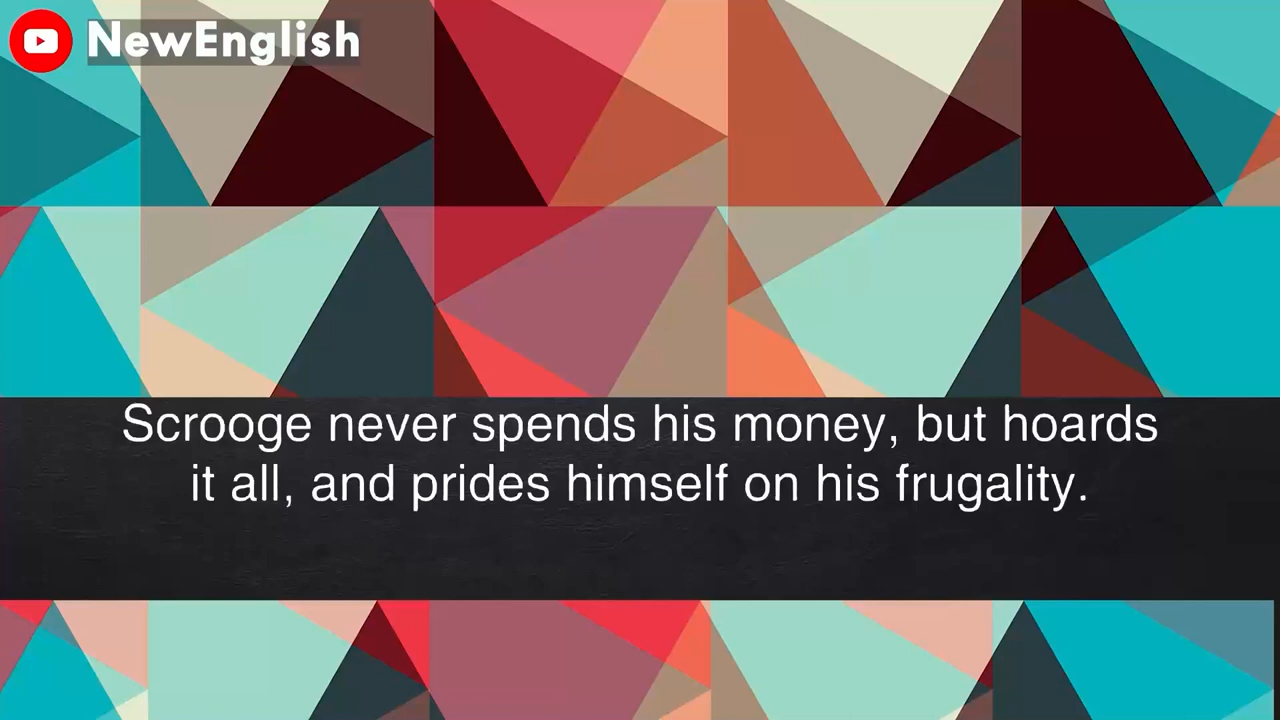 NewEnglish
Scrooge never spends his money, but hoards
it all, and prides himself on his frugality.